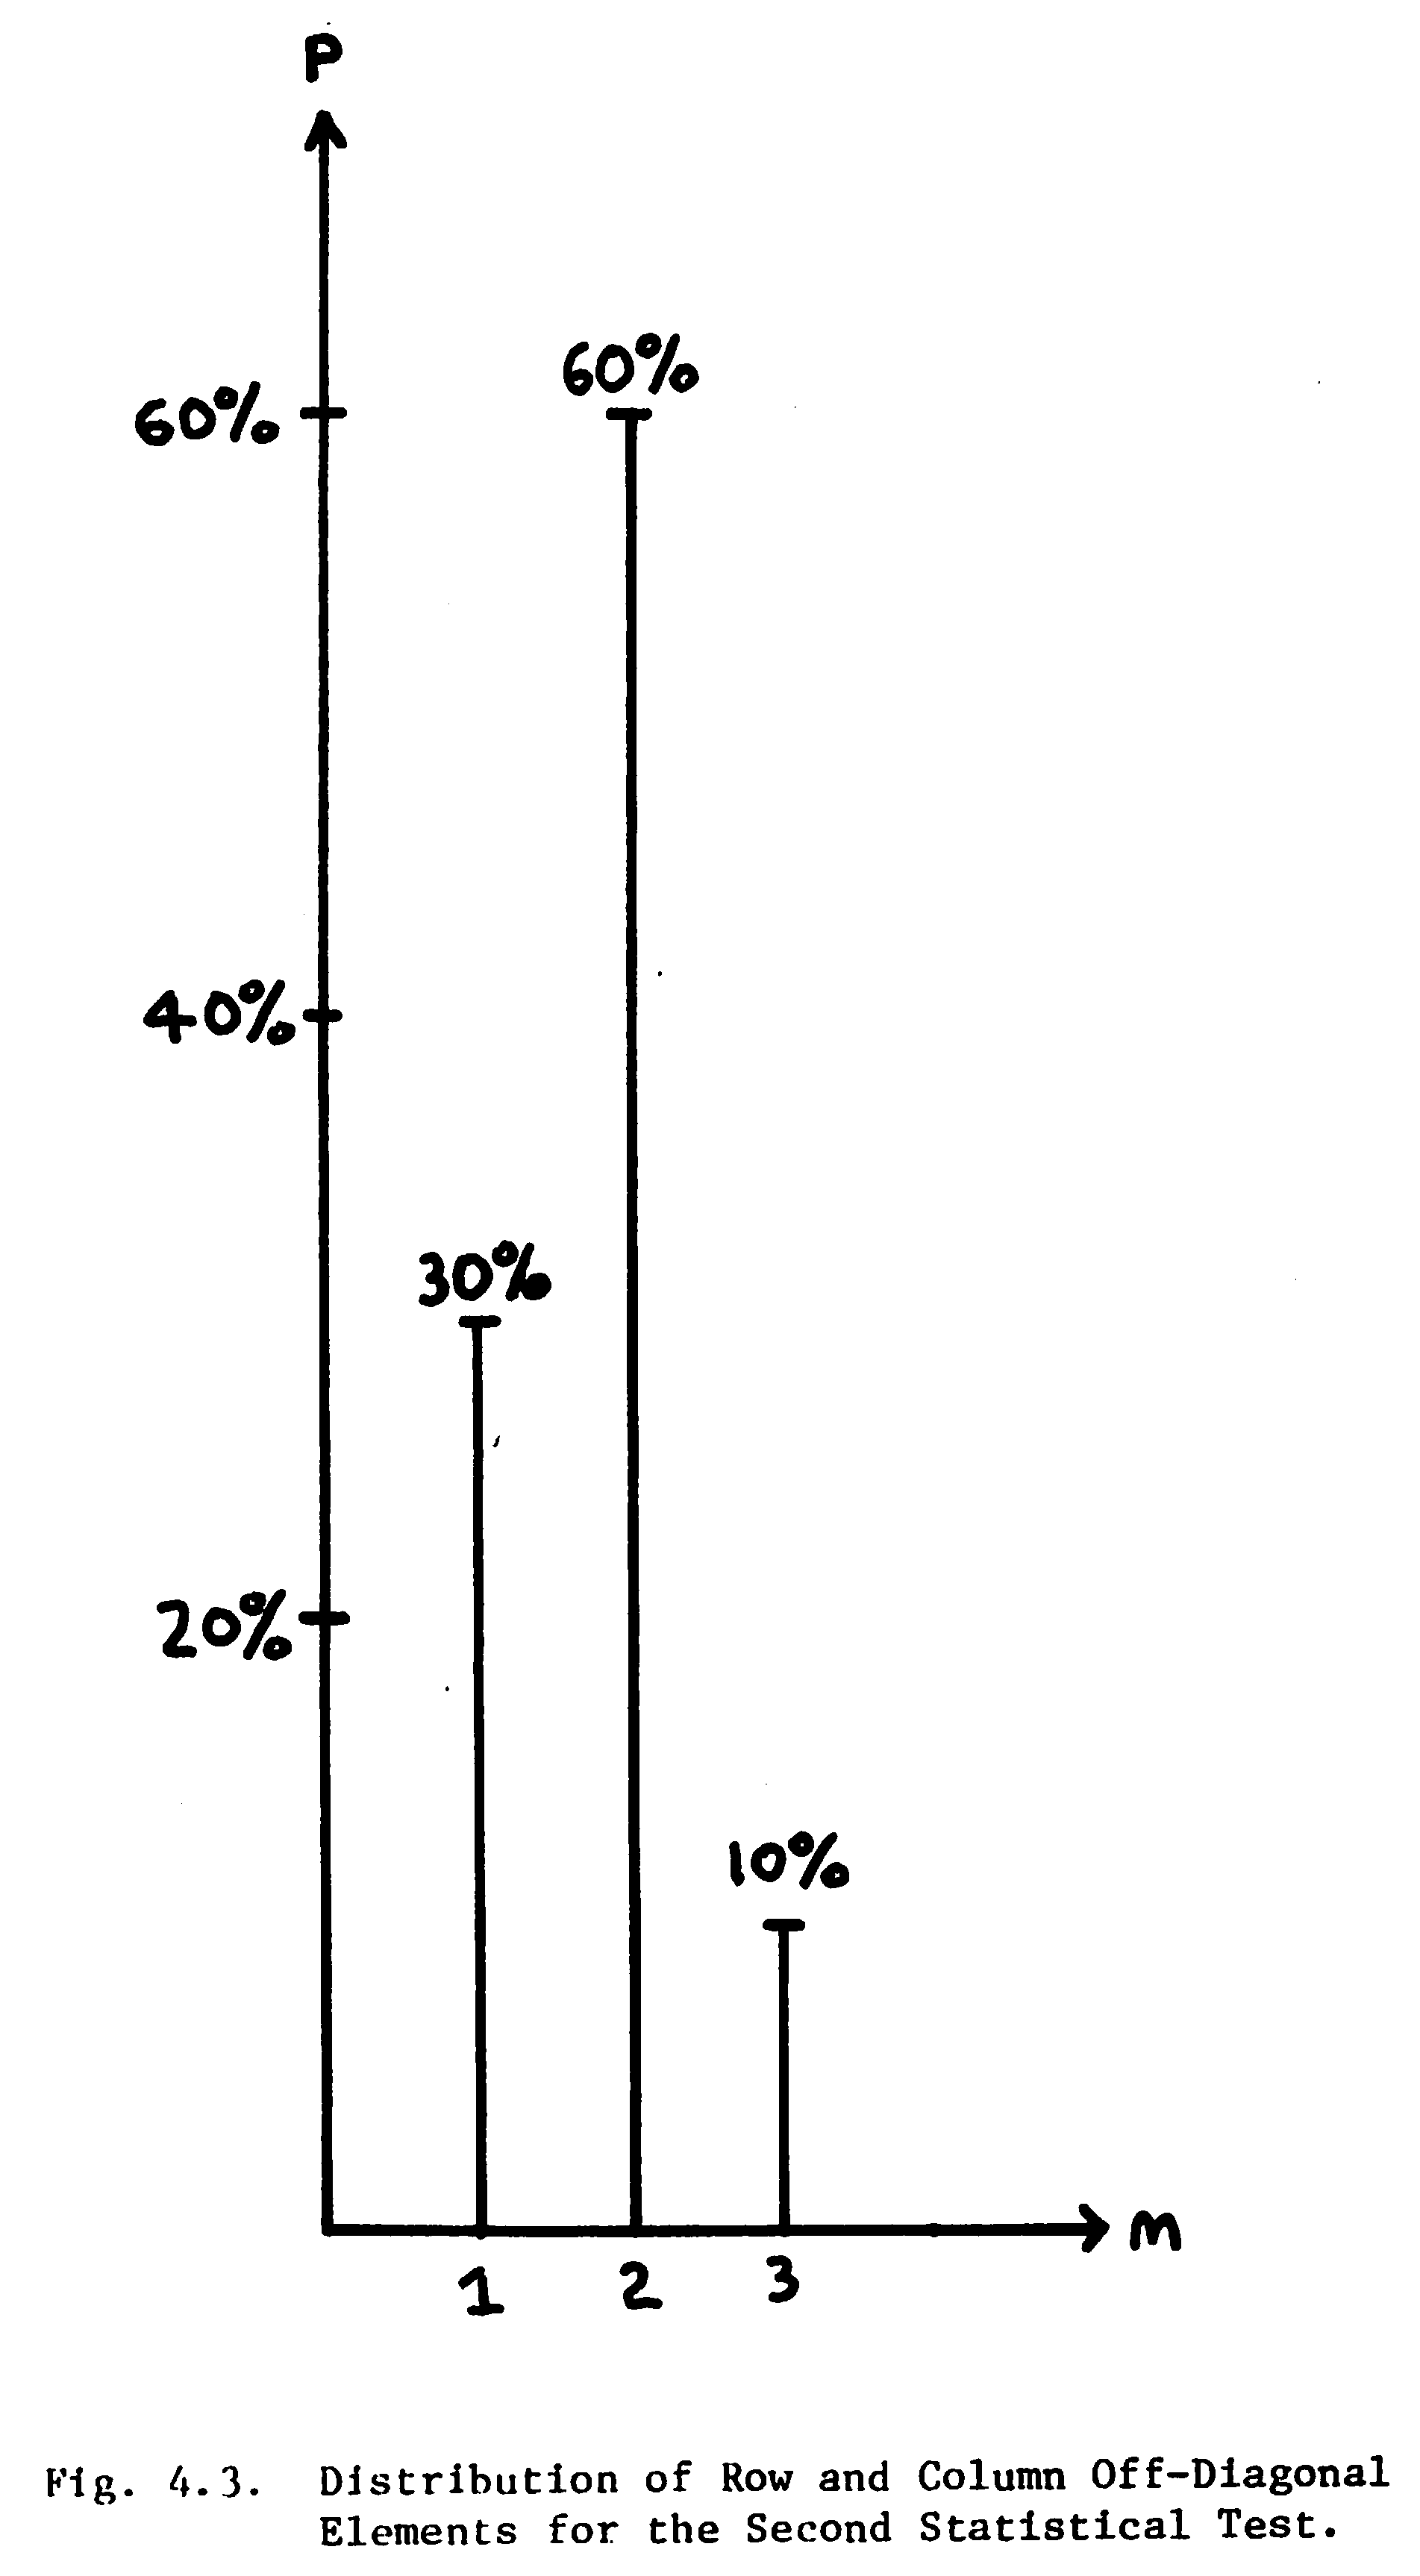 P
60%
60%
40%
30%
20%
10%
m
1 2 3
Fig. 4.3. Distribution of Row and Column Off-Diagonal
Elements for the Second Statistical Test.